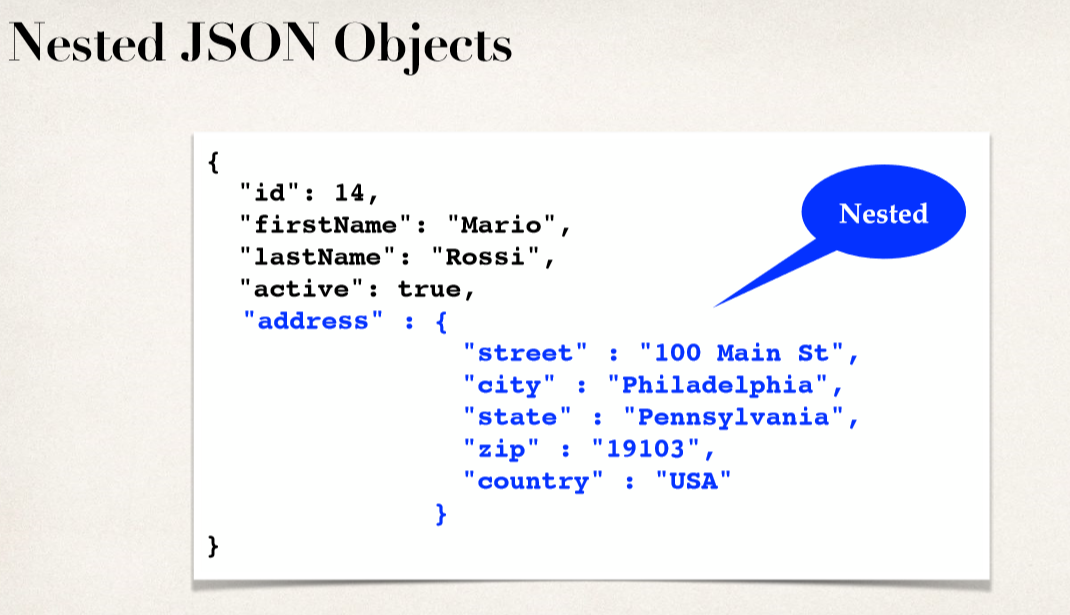 Nested JSON Objects
{
"id": 14,
"firstName": "Mario",
"lastName": "Rossi",
"active": true,
"address" : {
"street" : "100 Main St",
"city" : "Philadelphia",
"state" : "Pennsylvania",
"zip" : "19103",
"country" : "USA"
}
}
Nested